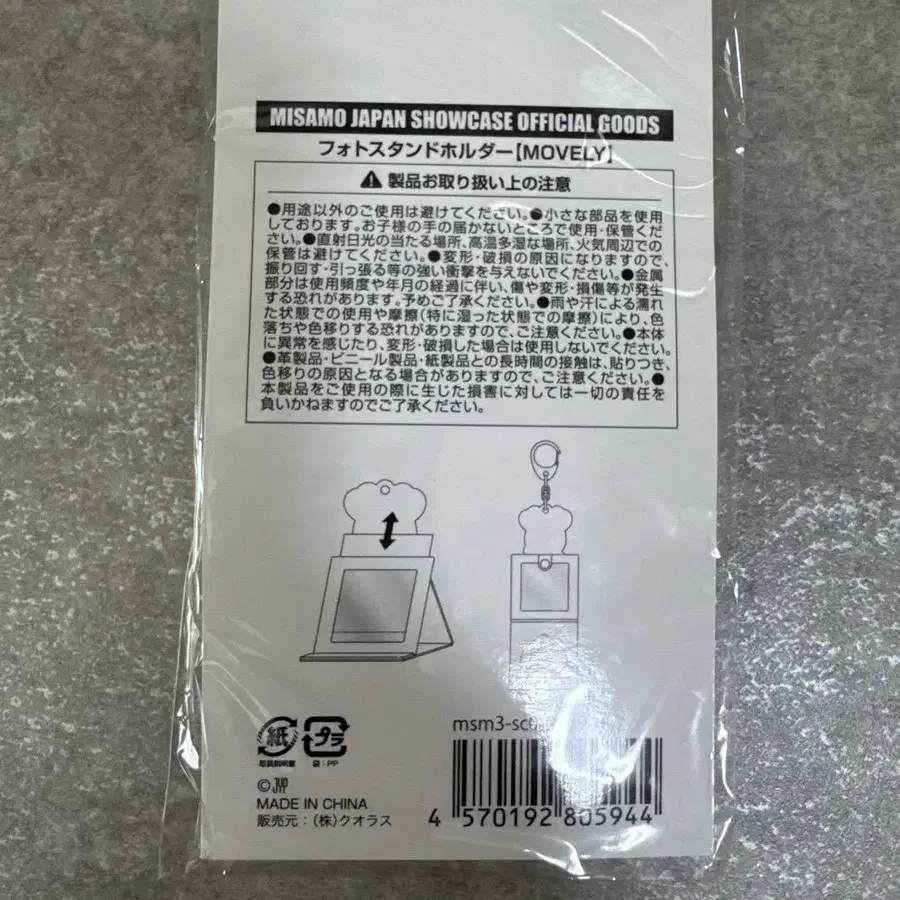 MISAMO JAPAN SHOWCASE OFFICIAL GOODS
フォトスタンドホルダー【MOVELY】
⚠ 製品お取り扱い上の注意
●用途以外のご使用は避けてください。●小さな部品を使用
しております。お子様の手の届かないところで使用・保管くださ
い。●直射日光の当たる場所、高温多湿な場所、火気周辺での
保管は避けてください。●変形・破損の原因になりますので、
振り回す・引っ張る等の強い衝撃を与えないでください。●金属
部分は使用頻度や年月の経過に伴い、傷や変形・損傷等が発生
する恐れがあります。予めご了承ください。●雨や汗による濡れ
た状態での使用や摩擦(特に湿った状態での摩擦)により、色
落ちや色移りする恐れがありますので、ご注意ください。●本体
に異常を感じたり、変形・破損した場合は使用しないでください。
●革製品・ビニール製品・紙製品との長時間の接触は、貼りつき、
色移りの原因となる場合がありますので、ご注意ください。●
本製品をご使用の際に生じた損害に対しては一切の責任を
負いかねますのでご了承ください。
msm3-sc
紙 プラ
取扱説明書 袋:PP
© JYP
MADE IN CHINA
販売元:(株)クオラス
4 570192 805944